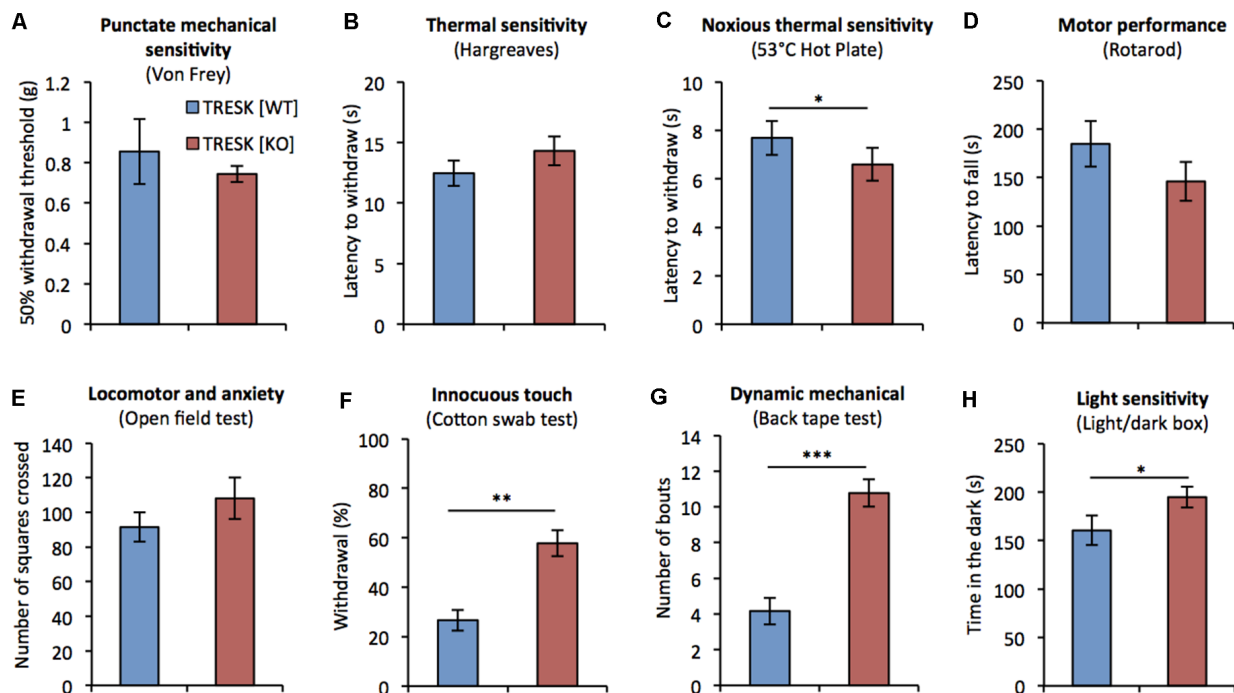 A
Punctate mechanical
sensitivity
(Von Frey)
50% withdrawal threshold (g)
1.2
1
0.8
0.6
0.4
0.2
0
TRESK [WT]
TRESK [KO]
B
Thermal sensitivity
(Hargreaves)
Latency to withdraw (s)
20
15
10
5
0
C
Noxious thermal sensitivity
(53°C Hot Plate)
Latency to withdraw (s)
10
8
6
4
2
0
*
D
Motor performance
(Rotarod)
Latency to fall (s)
250
200
150
100
50
0
E
Locomotor and anxiety
(Open field test)
Number of squares crossed
140
120
100
80
60
40
20
0
F
Innocuous touch
(Cotton swab test)
Withdrawal (%)
100
80
60
40
20
0
**
G
Dynamic mechanical
(Back tape test)
Number of bouts
14
12
10
8
6
4
2
0
***
H
Light sensitivity
(Light/dark box)
Time in the dark (s)
250
200
150
100
50
0
*